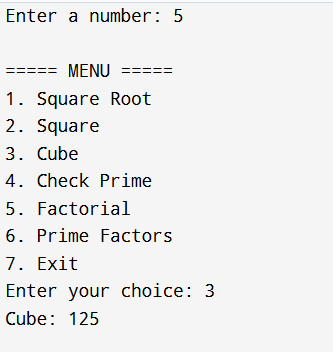 Enter a number: 5
===== MENU =====
1. Square Root
2. Square
3. Cube
4. Check Prime
5. Factorial
6. Prime Factors
7. Exit
Enter your choice: 3
Cube: 125